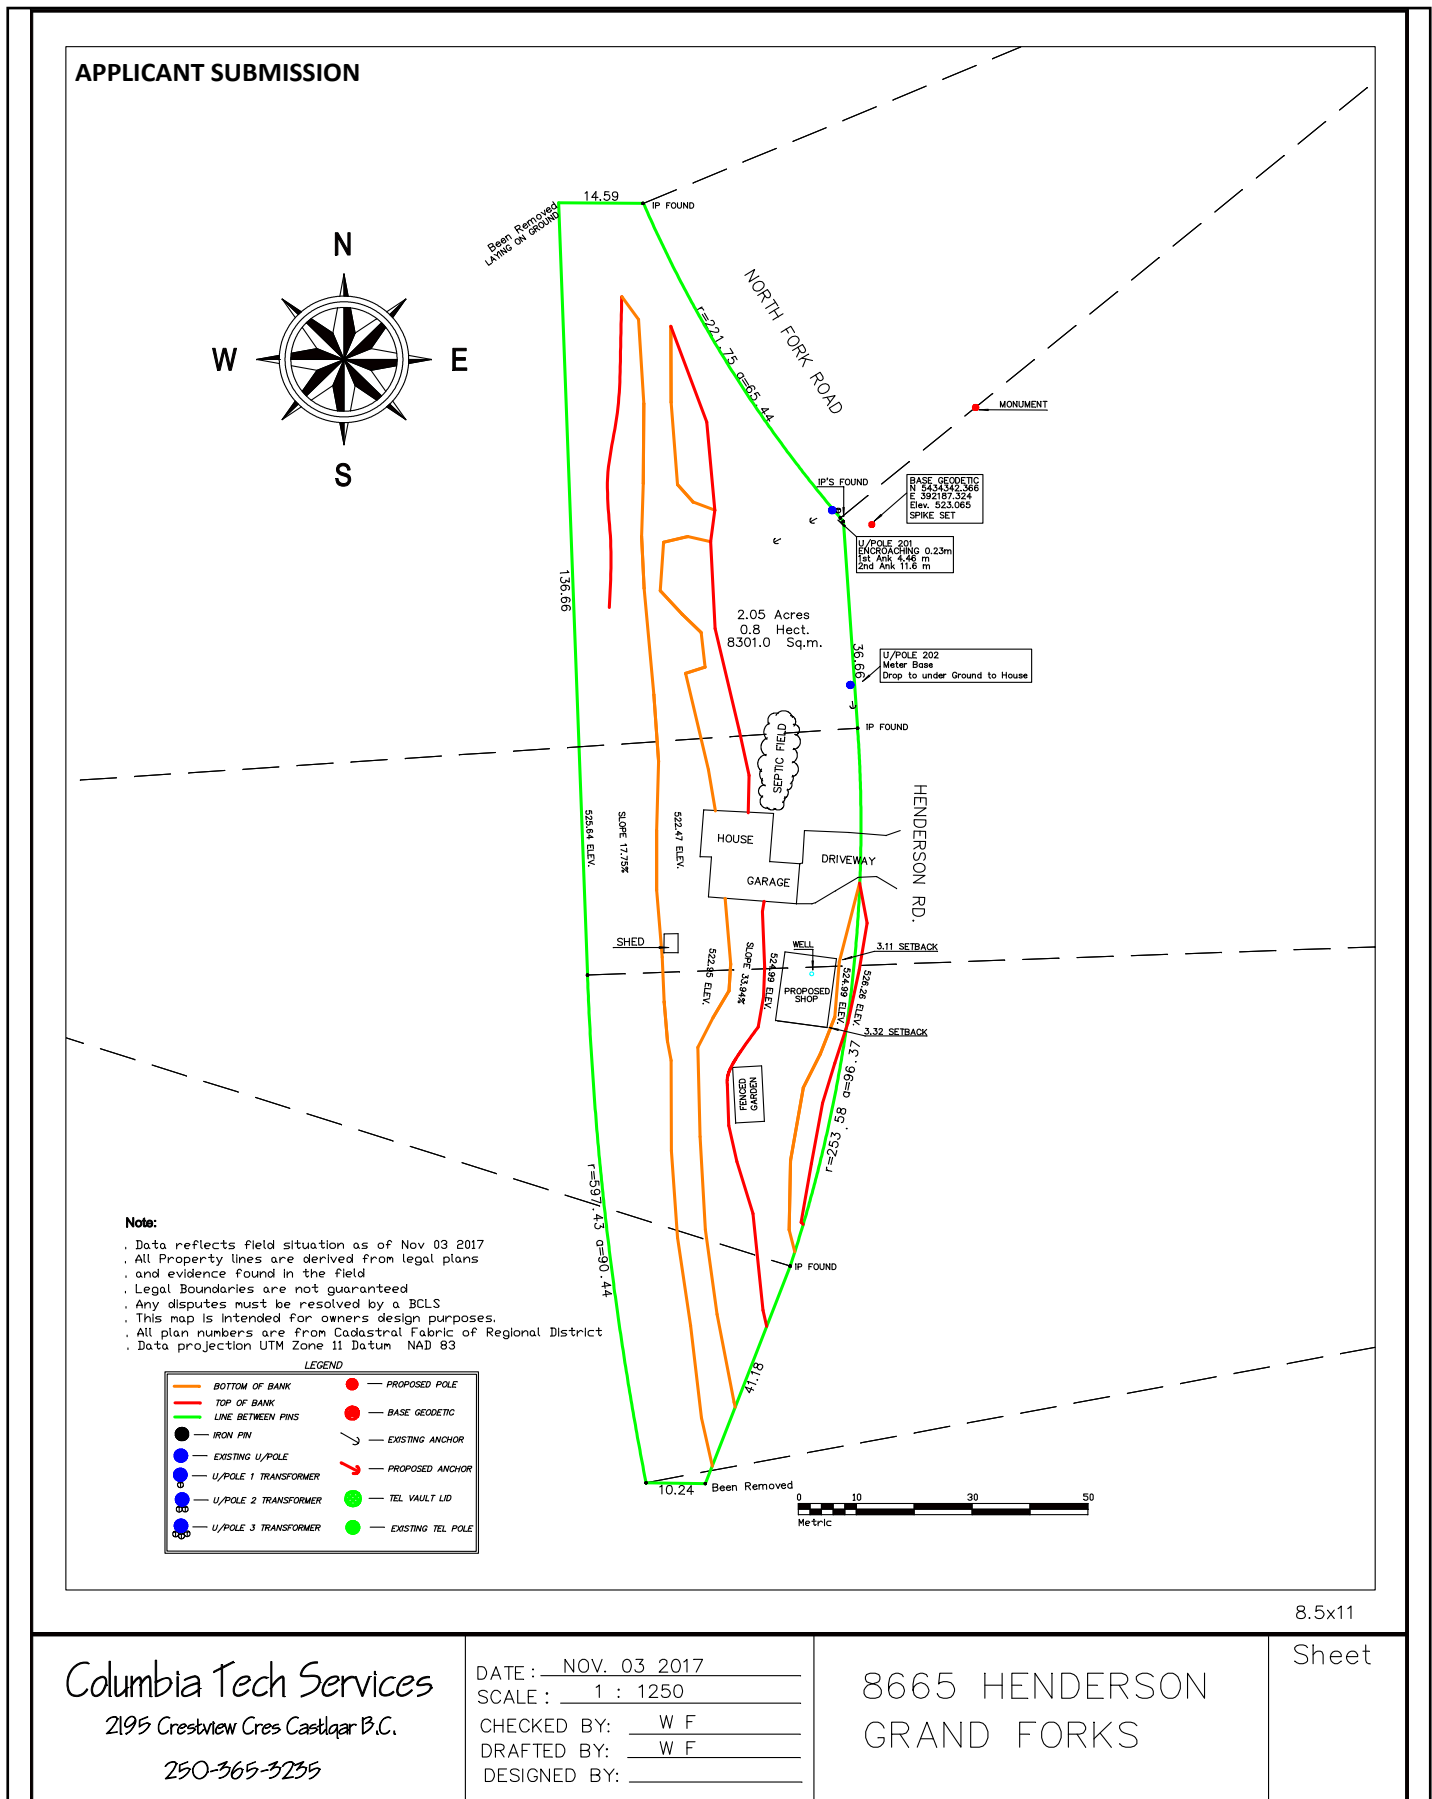 APPLICANT SUBMISSION
14.59
IP FOUND
Been Removed
LAYING ON GROUND
N
W
E
S
NORTH FORK ROAD
r=221.75 a=65.44
MONUMENT
IP'S FOUND
BASE GEODETIC
N 5434342.366
E 392187.324
Elev. 523.065
SPIKE SET
U/POLE 201
ENCROACHING 0.23m
1st Ank 4.46 m
2nd Ank 11.6 m
136.66
2.05 Acres
0.8 Hect.
8301.0 Sq.m.
36.66
U/POLE 202
Meter Base
Drop to under Ground to House
IP FOUND
SEPTIC FIELD
HENDERSON RD.
525.64 ELEV.
SLOPE 17.75%
522.47 ELEV.
HOUSE
DRIVEWAY
GARAGE
SHED
WELL
3.11 SETBACK
522.95 ELEV.
SLOPE 33.94%
524.99 ELEV.
PROPOSED
SHOP
524.99 ELEV.
526.26 ELEV.
3.32 SETBACK
FENCED
GARDEN
r=253.58 a=96.37
r=597.43 a=90.44
IP FOUND
Note:
. Data reflects field situation as of Nov 03 2017
. All Property lines are derived from legal plans
. and evidence found in the field
. Legal Boundaries are not guaranteed
. Any disputes must be resolved by a BCLS
. This map is intended for owners design purposes.
. All plan numbers are from Cadastral Fabric of Regional District
. Data projection UTM Zone 11 Datum NAD 83
LEGEND
BOTTOM OF BANK
TOP OF BANK
LINE BETWEEN PINS
IRON PIN
EXISTING U/POLE
U/POLE 1 TRANSFORMER
U/POLE 2 TRANSFORMER
U/POLE 3 TRANSFORMER
PROPOSED POLE
BASE GEODETIC
EXISTING ANCHOR
PROPOSED ANCHOR
TEL VAULT LID
EXISTING TEL POLE
41.18
10.24
Been Removed
0 10 30 50
Metric
8.5x11
Columbia Tech Services
2195 Crestview Cres Castlgar B.C.
250-365-3235
DATE : NOV. 03 2017
SCALE : 1 : 1250
CHECKED BY: W F
DRAFTED BY: W F
DESIGNED BY:
8665 HENDERSON
GRAND FORKS
Sheet